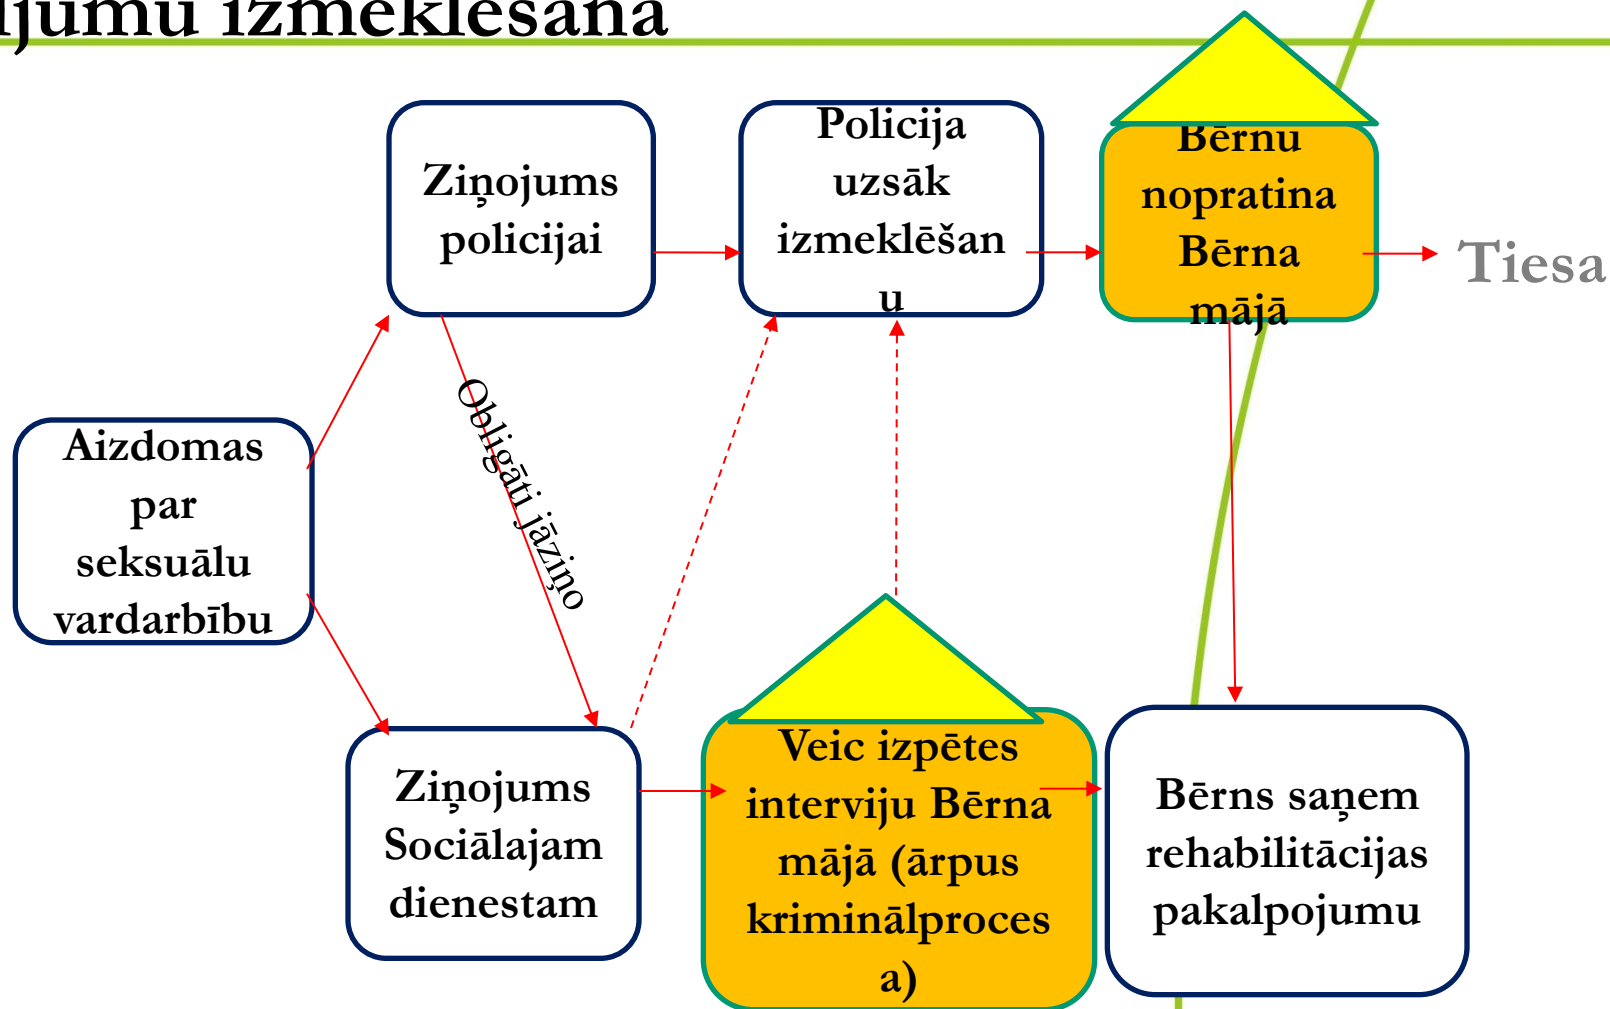 ījumu izmeklēšana
Ziņojums
policijai
Policija
uzsāk
izmeklēšan
u
Bērnu
nopratina
Bērna
mājā
Tiesa
Obligāti jāziņo
Aizdomas
par
seksuālu
vardarbību
Ziņojums
Sociālajam
dienestam
Veic izpētes
interviju Bērna
mājā (ārpus
kriminālproces
a)
Bērns saņem
rehabilitācijas
pakalpojumu